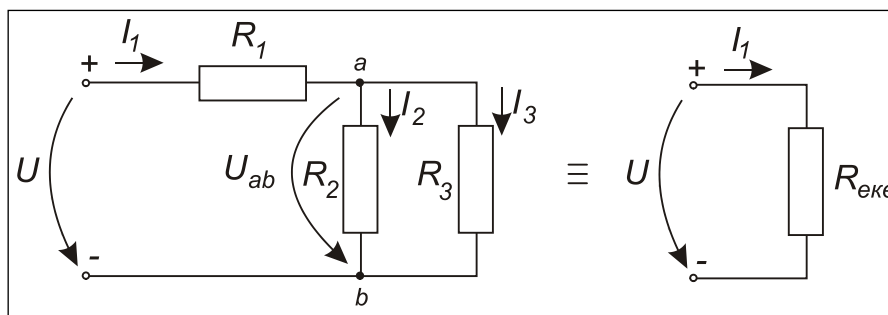 I1 R1 a I1
+ +
I2 I3
U Uab R2 R3 ≡ U Rеке
- -
b